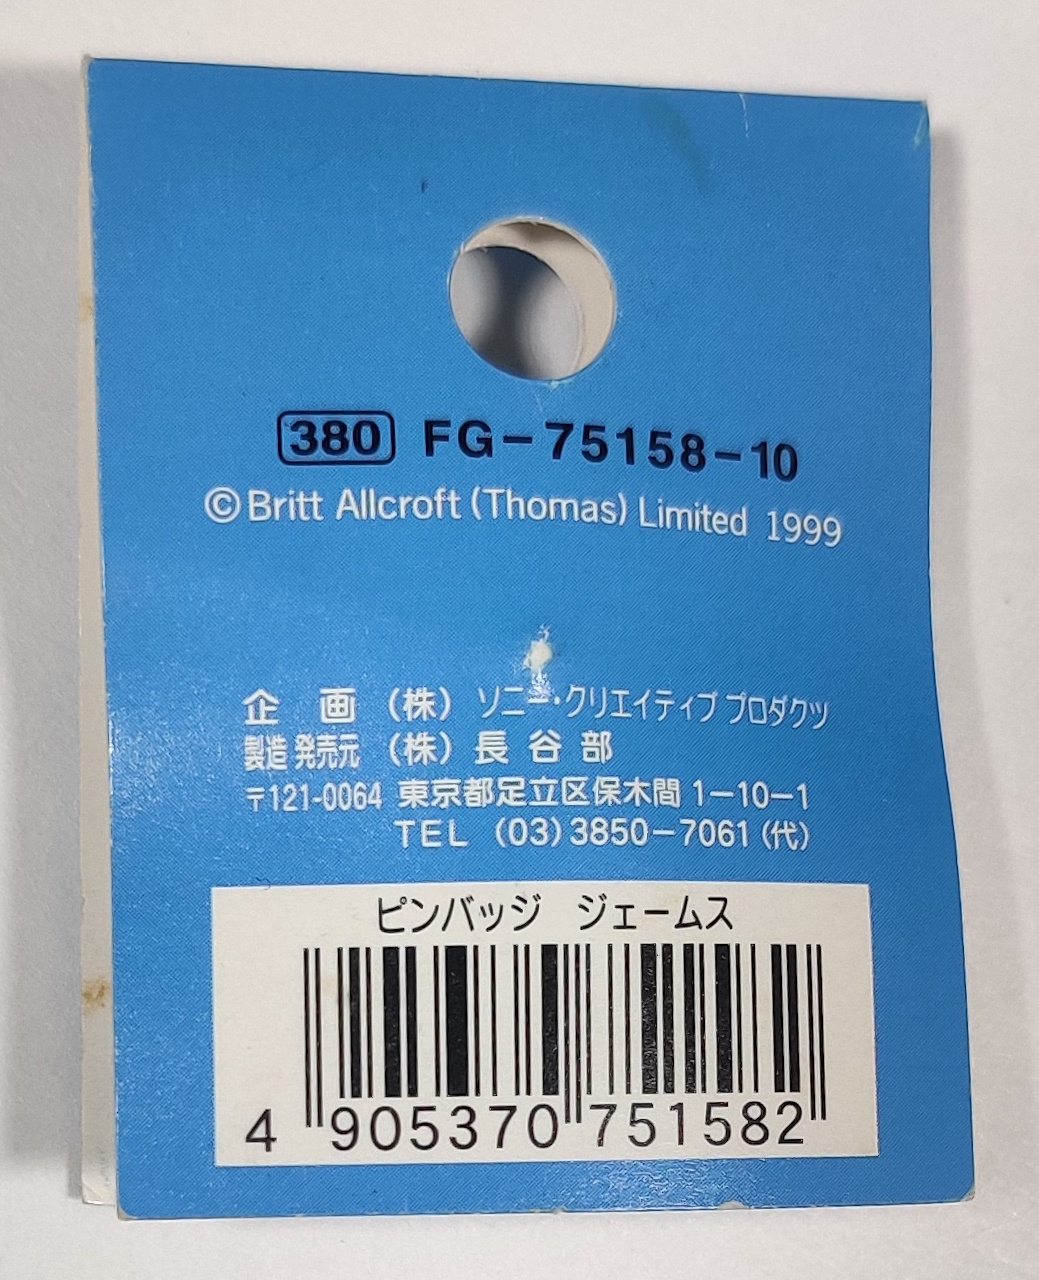 380 FG-75158-10
©Britt Allcroft (Thomas) Limited 1999
企 画 (株) ソニー・クリエイティブ プロダクツ
製造 発売元 (株) 長 谷 部
〒121-0064 東京都足立区保木間 1-10-1
TEL (03) 3850-7061 (代)
ピンバッジ ジェームス
4 905370 751582